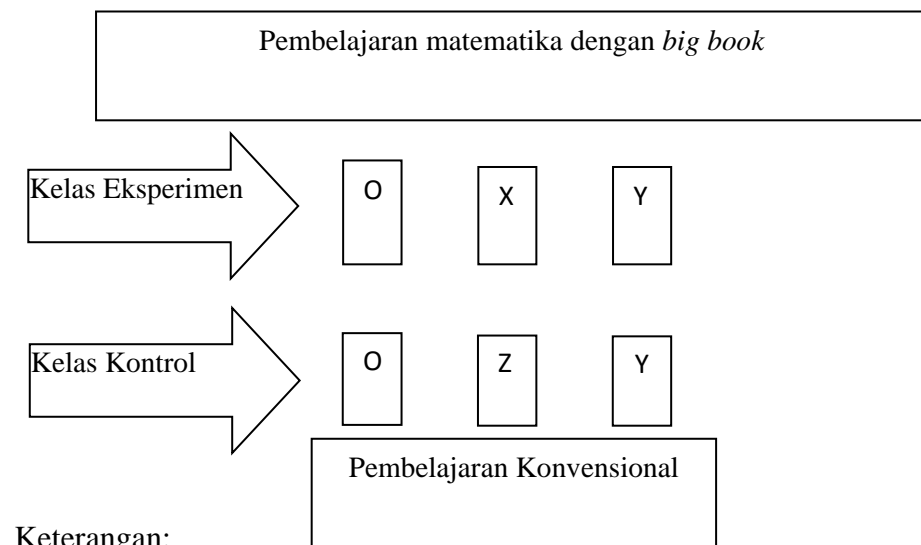 Pembelajaran matematika dengan big book
Kelas Eksperimen
O
X
Y
Kelas Kontrol
O
Z
Y
Pembelajaran Konvensional
Keterangan: